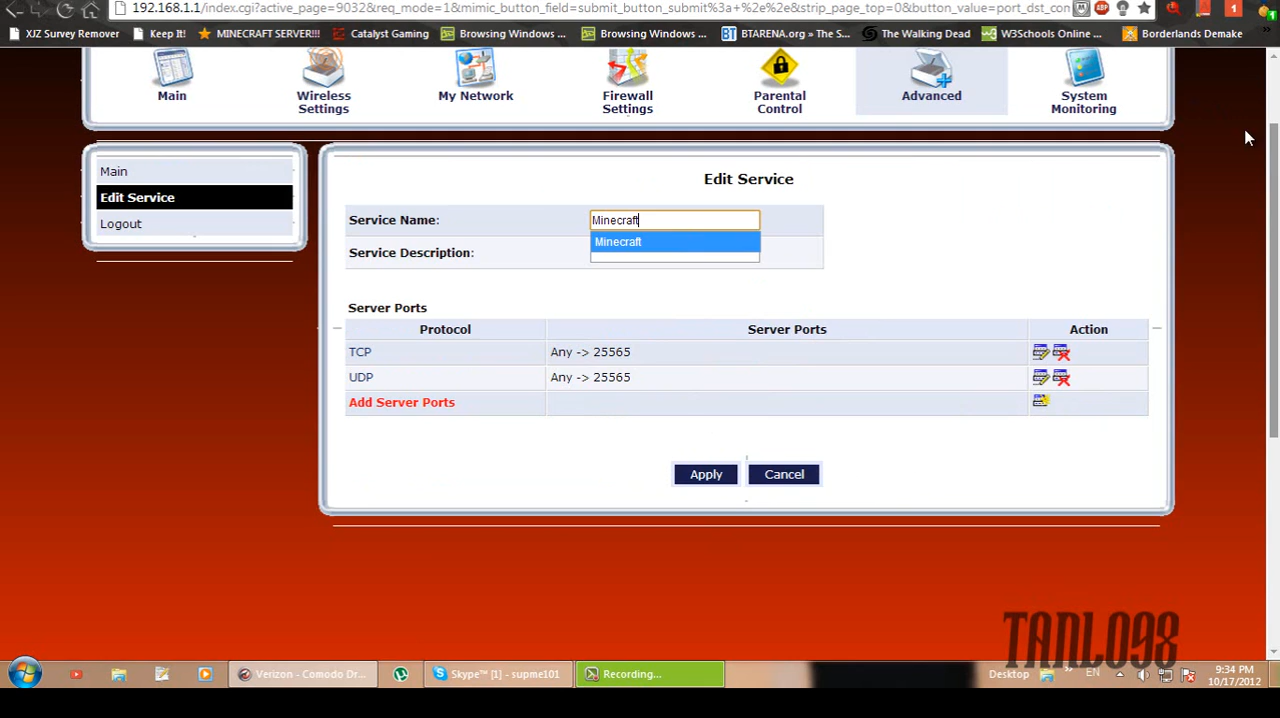 192.168.1.1/index.cgi?active_page=9032&req_mode=1&mimic_button_field=submit_button_submit%3a+%2e%2e&strip_page_top=0&button_value=port_dst_con
XJZ Survey Remover
Keep It!
MINECRAFT SERVER!!!
Catalyst Gaming
Browsing Windows ...
Browsing Windows ...
BTARENA.org » The S...
The Walking Dead
W3Schools Online ...
Borderlands Demake
»
Main
Wireless
Settings
My Network
Firewall
Settings
Parental
Control
Advanced
System
Monitoring
Main
Edit Service
Logout
Edit Service
Service Name:
Minecraft
Minecraft
Service Description:
Server Ports
Protocol
Server Ports
Action
TCP
Any -> 25565
UDP
Any -> 25565
Add Server Ports
Apply
Cancel
TANLO98
Verizon - Comodo Dr...
Skype™ [1] - supme101
Recording...
Desktop
»
EN
9:34 PM
10/17/2012